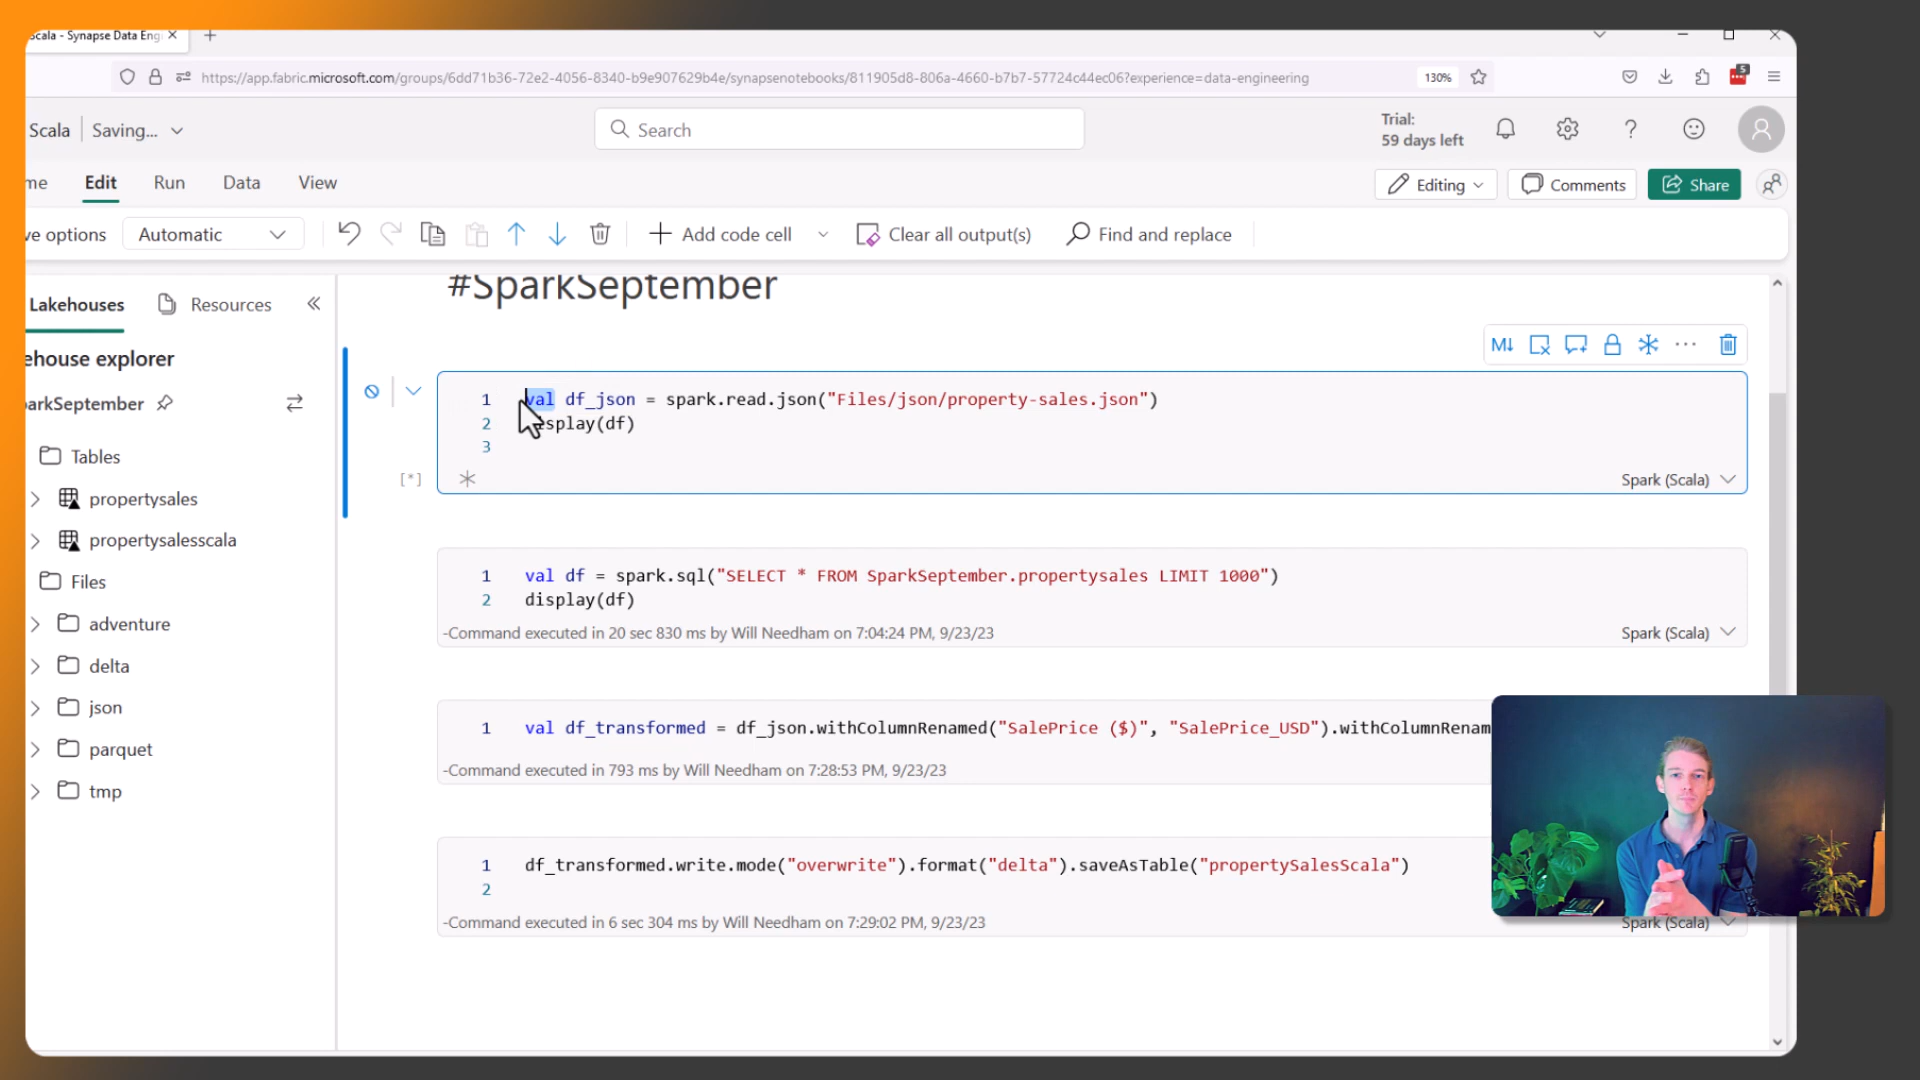 Scala - Synapse Data Eng
https://app.fabric.microsoft.com/groups/6dd71b36-72e2-4056-8340-b9e907629b4e/synapsenotebooks/811905d8-806a-4660-b7b7-57724c44ec06?experience=data-engineering
130%
5
Scala
Saving...
Search
Trial:
59 days left
me
Edit
Run
Data
View
Editing
Comments
Share
ve options
Automatic
Add code cell
Clear all output(s)
Find and replace
Lakehouses
Resources
ehouse explorer
arkSeptember
Tables
propertysales
propertysalesscala
Files
adventure
delta
json
parquet
tmp
#SparkSeptember
M↓
1 val df_json = spark.read.json("Files/json/property-sales.json")
2 display(df)
3
[*]
Spark (Scala)
1 val df = spark.sql("SELECT * FROM SparkSeptember.propertysales LIMIT 1000")
2 display(df)
-Command executed in 20 sec 830 ms by Will Needham on 7:04:24 PM, 9/23/23
Spark (Scala)
1 val df_transformed = df_json.withColumnRenamed("SalePrice ($)", "SalePrice_USD").withColumnRenam
-Command executed in 793 ms by Will Needham on 7:28:53 PM, 9/23/23
1 df_transformed.write.mode("overwrite").format("delta").saveAsTable("propertySalesScala")
2
-Command executed in 6 sec 304 ms by Will Needham on 7:29:02 PM, 9/23/23
Spark (Scala)